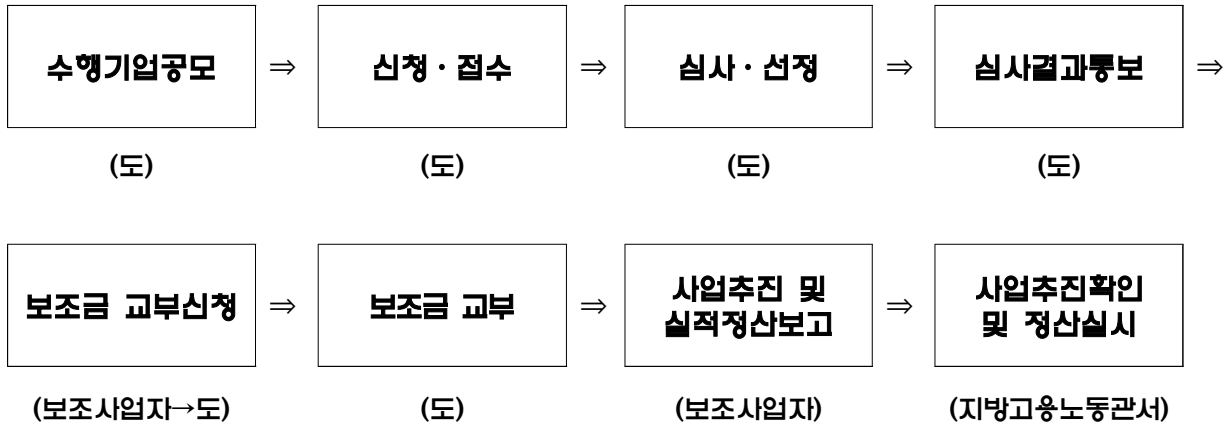 수행기업공모 ⇒ 신청·접수 ⇒ 심사·선정 ⇒ 심사결과통보 ⇒
(도) (도) (도) (도)
보조금 교부신청 ⇒ 보조금 교부 ⇒ 사업추진 및 실적정산보고 ⇒ 사업추진확인 및 정산실시
(보조사업자→도) (도) (보조사업자) (지방고용노동관서)